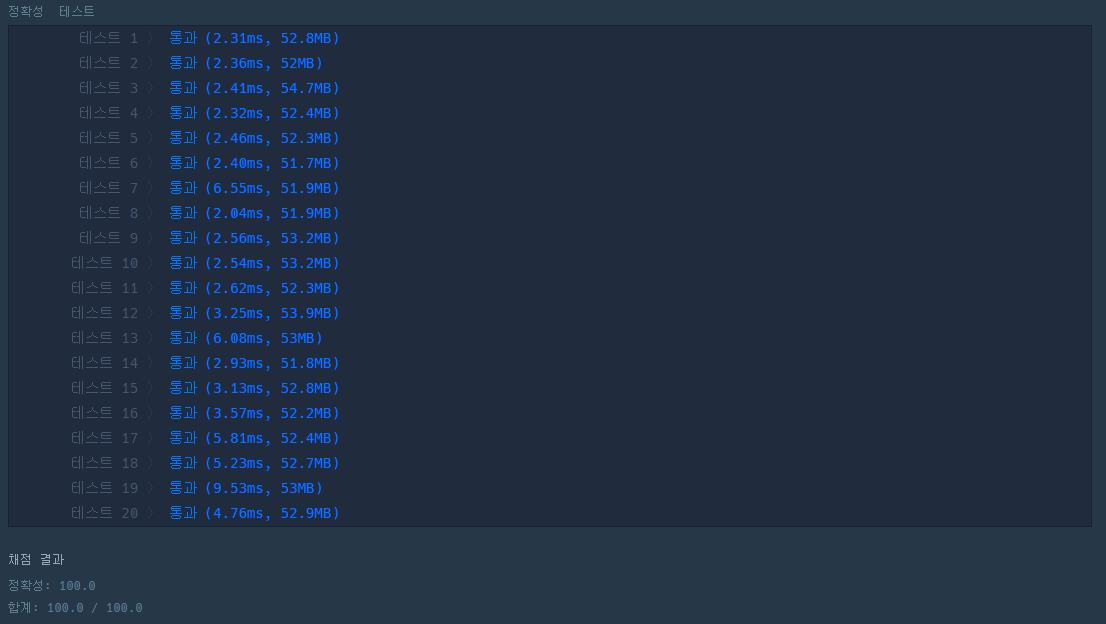 정확성 테스트
테스트 1 〉 통과 (2.31ms, 52.8MB)
테스트 2 〉 통과 (2.36ms, 52MB)
테스트 3 〉 통과 (2.41ms, 54.7MB)
테스트 4 〉 통과 (2.32ms, 52.4MB)
테스트 5 〉 통과 (2.46ms, 52.3MB)
테스트 6 〉 통과 (2.40ms, 51.7MB)
테스트 7 〉 통과 (6.55ms, 51.9MB)
테스트 8 〉 통과 (2.04ms, 51.9MB)
테스트 9 〉 통과 (2.56ms, 53.2MB)
테스트 10 〉 통과 (2.54ms, 53.2MB)
테스트 11 〉 통과 (2.62ms, 52.3MB)
테스트 12 〉 통과 (3.25ms, 53.9MB)
테스트 13 〉 통과 (6.08ms, 53MB)
테스트 14 〉 통과 (2.93ms, 51.8MB)
테스트 15 〉 통과 (3.13ms, 52.8MB)
테스트 16 〉 통과 (3.57ms, 52.2MB)
테스트 17 〉 통과 (5.81ms, 52.4MB)
테스트 18 〉 통과 (5.23ms, 52.7MB)
테스트 19 〉 통과 (9.53ms, 53MB)
테스트 20 〉 통과 (4.76ms, 52.9MB)
채점 결과
정확성: 100.0
합계: 100.0 / 100.0